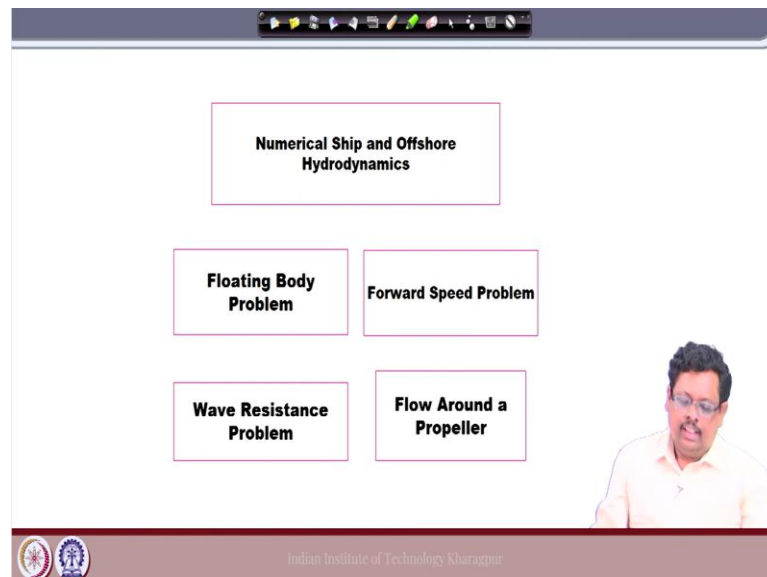 Numerical Ship and Offshore
Hydrodynamics
Floating Body
Problem
Forward Speed Problem
Wave Resistance
Problem
Flow Around a
Propeller
Indian Institute of Technology Kharagpur